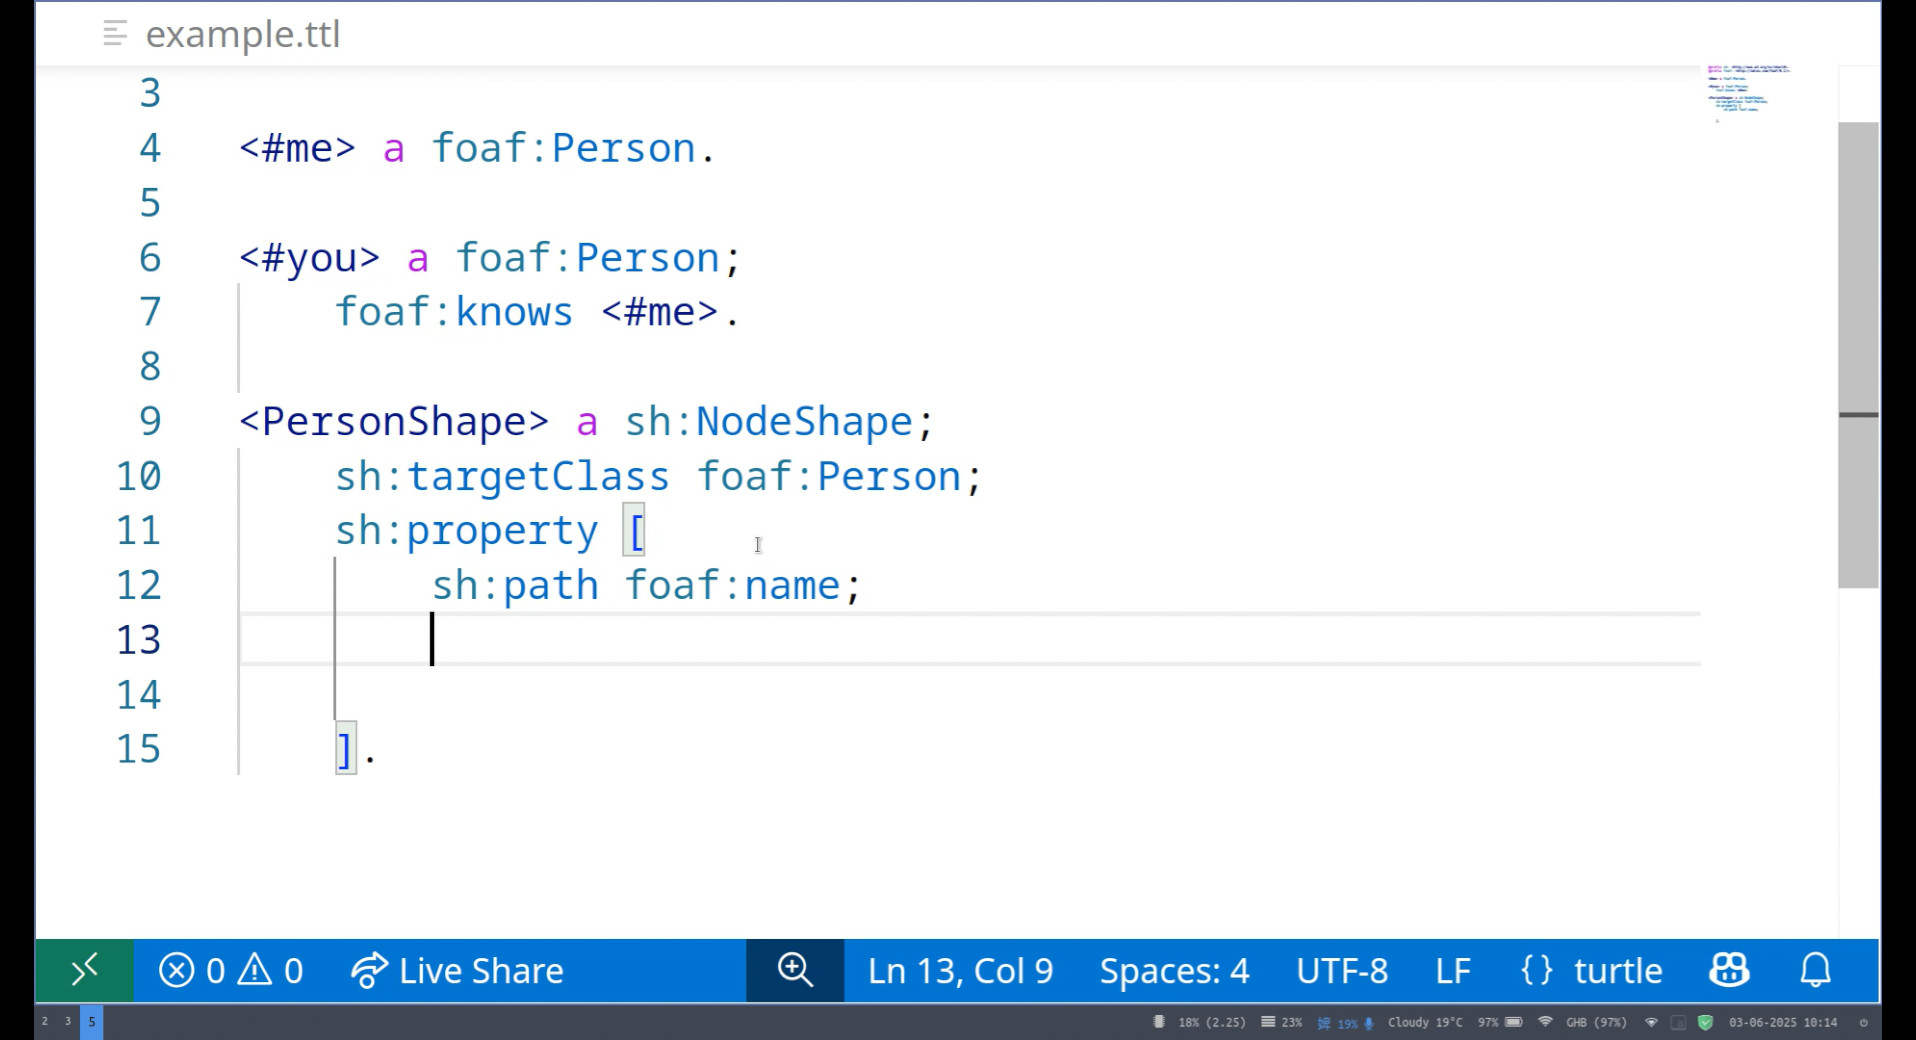 example.ttl
3
4 <#me> a foaf:Person.
5
6 <#you> a foaf:Person;
7 foaf:knows <#me>.
8
9 <PersonShape> a sh:NodeShape;
10 sh:targetClass foaf:Person;
11 sh:property [
12 sh:path foaf:name;
13
14
15 ].
0 0 Live Share Ln 13, Col 9 Spaces: 4 UTF-8 LF {} turtle
2 3 5 18% (2.25) 23% 19% Cloudy 19°C 97% GHB (97%) 03-06-2025 10:14